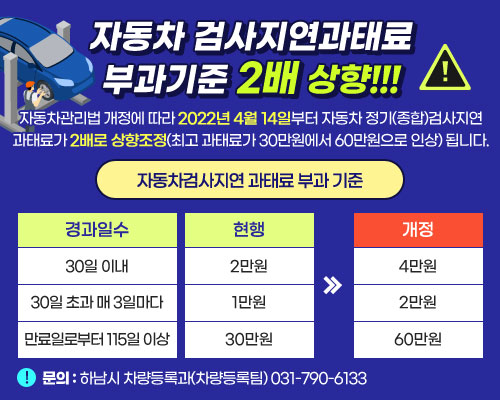 자동차 검사지연과태료
부과기준 2배 상향!!!
자동차관리법 개정에 따라 2022년 4월 14일부터 자동차 정기(종합)검사지연
과태료가 2배로 상향조정(최고 과태료가 30만원에서 60만원으로 인상) 됩니다.
자동차검사지연 과태료 부과 기준
경과일수 현행 개정
30일 이내 2만원 4만원
30일 초과 매 3일마다 1만원 » 2만원
만료일로부터 115일 이상 30만원 60만원
! 문의 : 하남시 차량등록과(차량등록팀) 031-790-6133